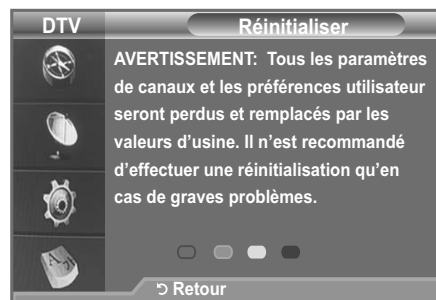 DTV
Réinitialiser
AVERTISSEMENT: Tous les paramètres
de canaux et les préférences utilisateur
seront perdus et remplacés par les
valeurs d'usine. Il n'est recommandé
d'effectuer une réinitialisation qu'en
cas de graves problèmes.
Retour